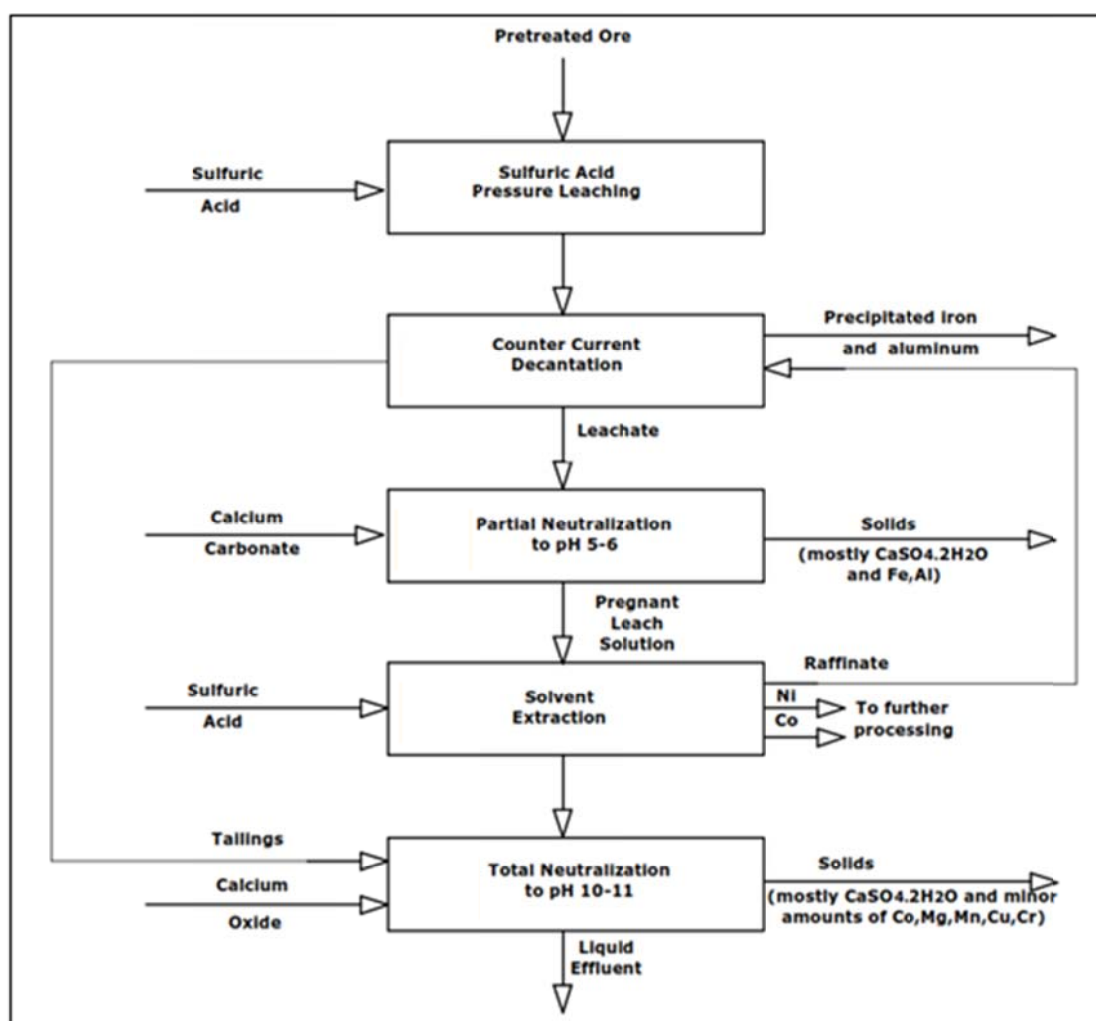 Pretreated Ore
Sulfuric
Acid
Sulfuric Acid
Pressure Leaching
Counter Current
Decantation
Precipitated iron
and aluminum
Leachate
Calcium
Carbonate
Partial Neutralization
to pH 5-6
Solids
(mostly CaSO4.2H2O
and Fe,Al)
Pregnant
Leach
Solution
Sulfuric
Acid
Solvent
Extraction
Raffinate
Ni
Co
To further
processing
Tailings
Calcium
Oxide
Total Neutralization
to pH 10-11
Solids
(mostly CaSO4.2H2O and minor
amounts of Co,Mg,Mn,Cu,Cr)
Liquid
Effluent